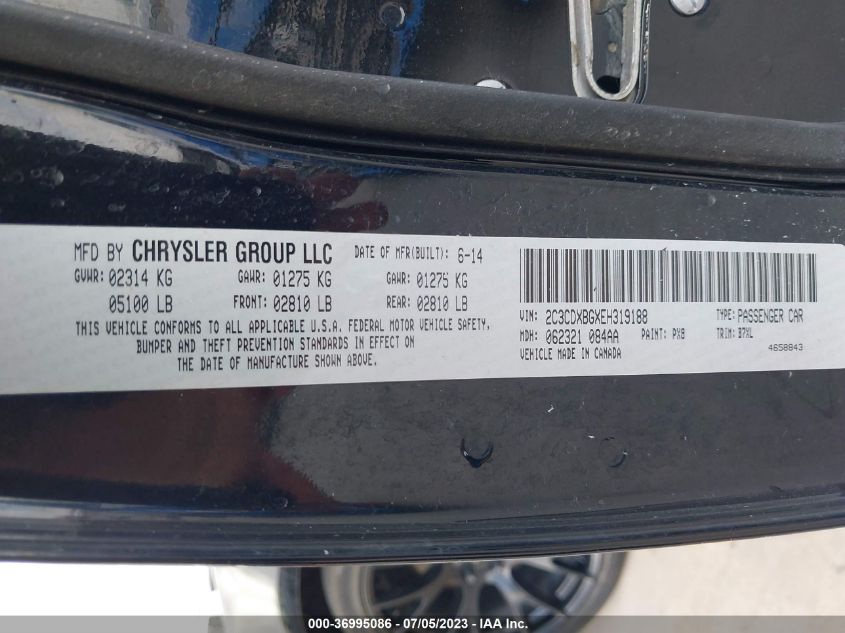 MFD BY CHRYSLER GROUP LLC DATE OF MFR(BUILT): 6-14
GVWR: 02314 KG GAWR: 01275 KG GAWR: 01275 KG
05100 LB FRONT: 02810 LB REAR: 02810 LB
THIS VEHICLE CONFORMS TO ALL APPLICABLE U.S.A. FEDERAL MOTOR VEHICLE SAFETY,
BUMPER AND THEFT PREVENTION STANDARDS IN EFFECT ON
THE DATE OF MANUFACTURE SHOWN ABOVE.
VIN: 2C3CDXBGXEH319188 TYPE: PASSENGER CAR
MDH: 062321 084AA PAINT: PX8 TRIM: B7XL
VEHICLE MADE IN CANADA 4658843
000-36995086 - 07/05/2023 - IAA Inc.